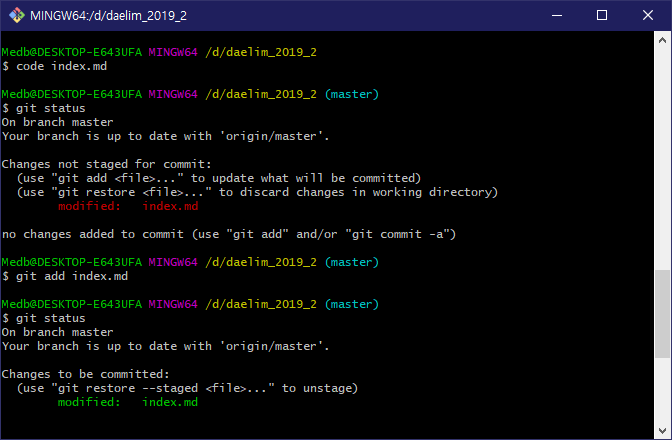 MINGW64:/d/daelim_2019_2
Medb@DESKTOP-E643UFA MINGW64 /d/daelim_2019_2
$ code index.md
Medb@DESKTOP-E643UFA MINGW64 /d/daelim_2019_2 (master)
$ git status
On branch master
Your branch is up to date with 'origin/master'.
Changes not staged for commit:
  (use "git add <file>..." to update what will be committed)
  (use "git restore <file>..." to discard changes in working directory)
        modified:   index.md
no changes added to commit (use "git add" and/or "git commit -a")
Medb@DESKTOP-E643UFA MINGW64 /d/daelim_2019_2 (master)
$ git add index.md
Medb@DESKTOP-E643UFA MINGW64 /d/daelim_2019_2 (master)
$ git status
On branch master
Your branch is up to date with 'origin/master'.
Changes to be committed:
  (use "git restore --staged <file>..." to unstage)
        modified:   index.md